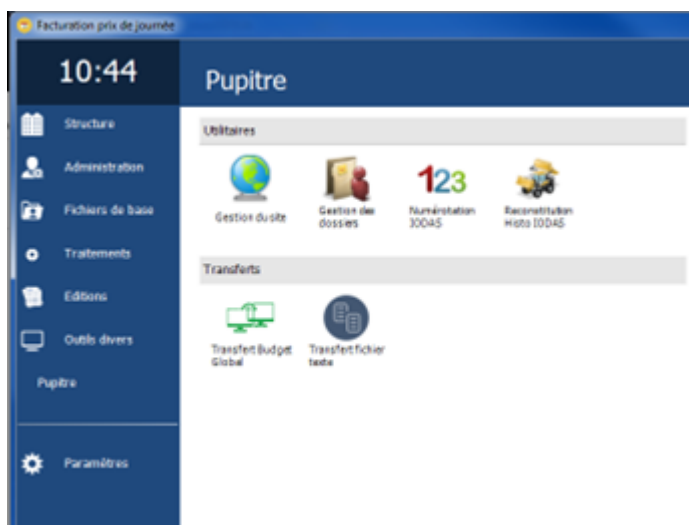 Facturation prix de journée
10:44
Pupitre
Structure
Administration
Fichiers de base
Traitements
Editions
Outils divers
Pupitre
Paramètres
Utilitaires
Gestion du site
Gestion des
dossiers
123
Numérotation
IODAS
Reconstitution
Histo IODAS
Transferts
Transfert Budget
Global
Transfert fichier
texte